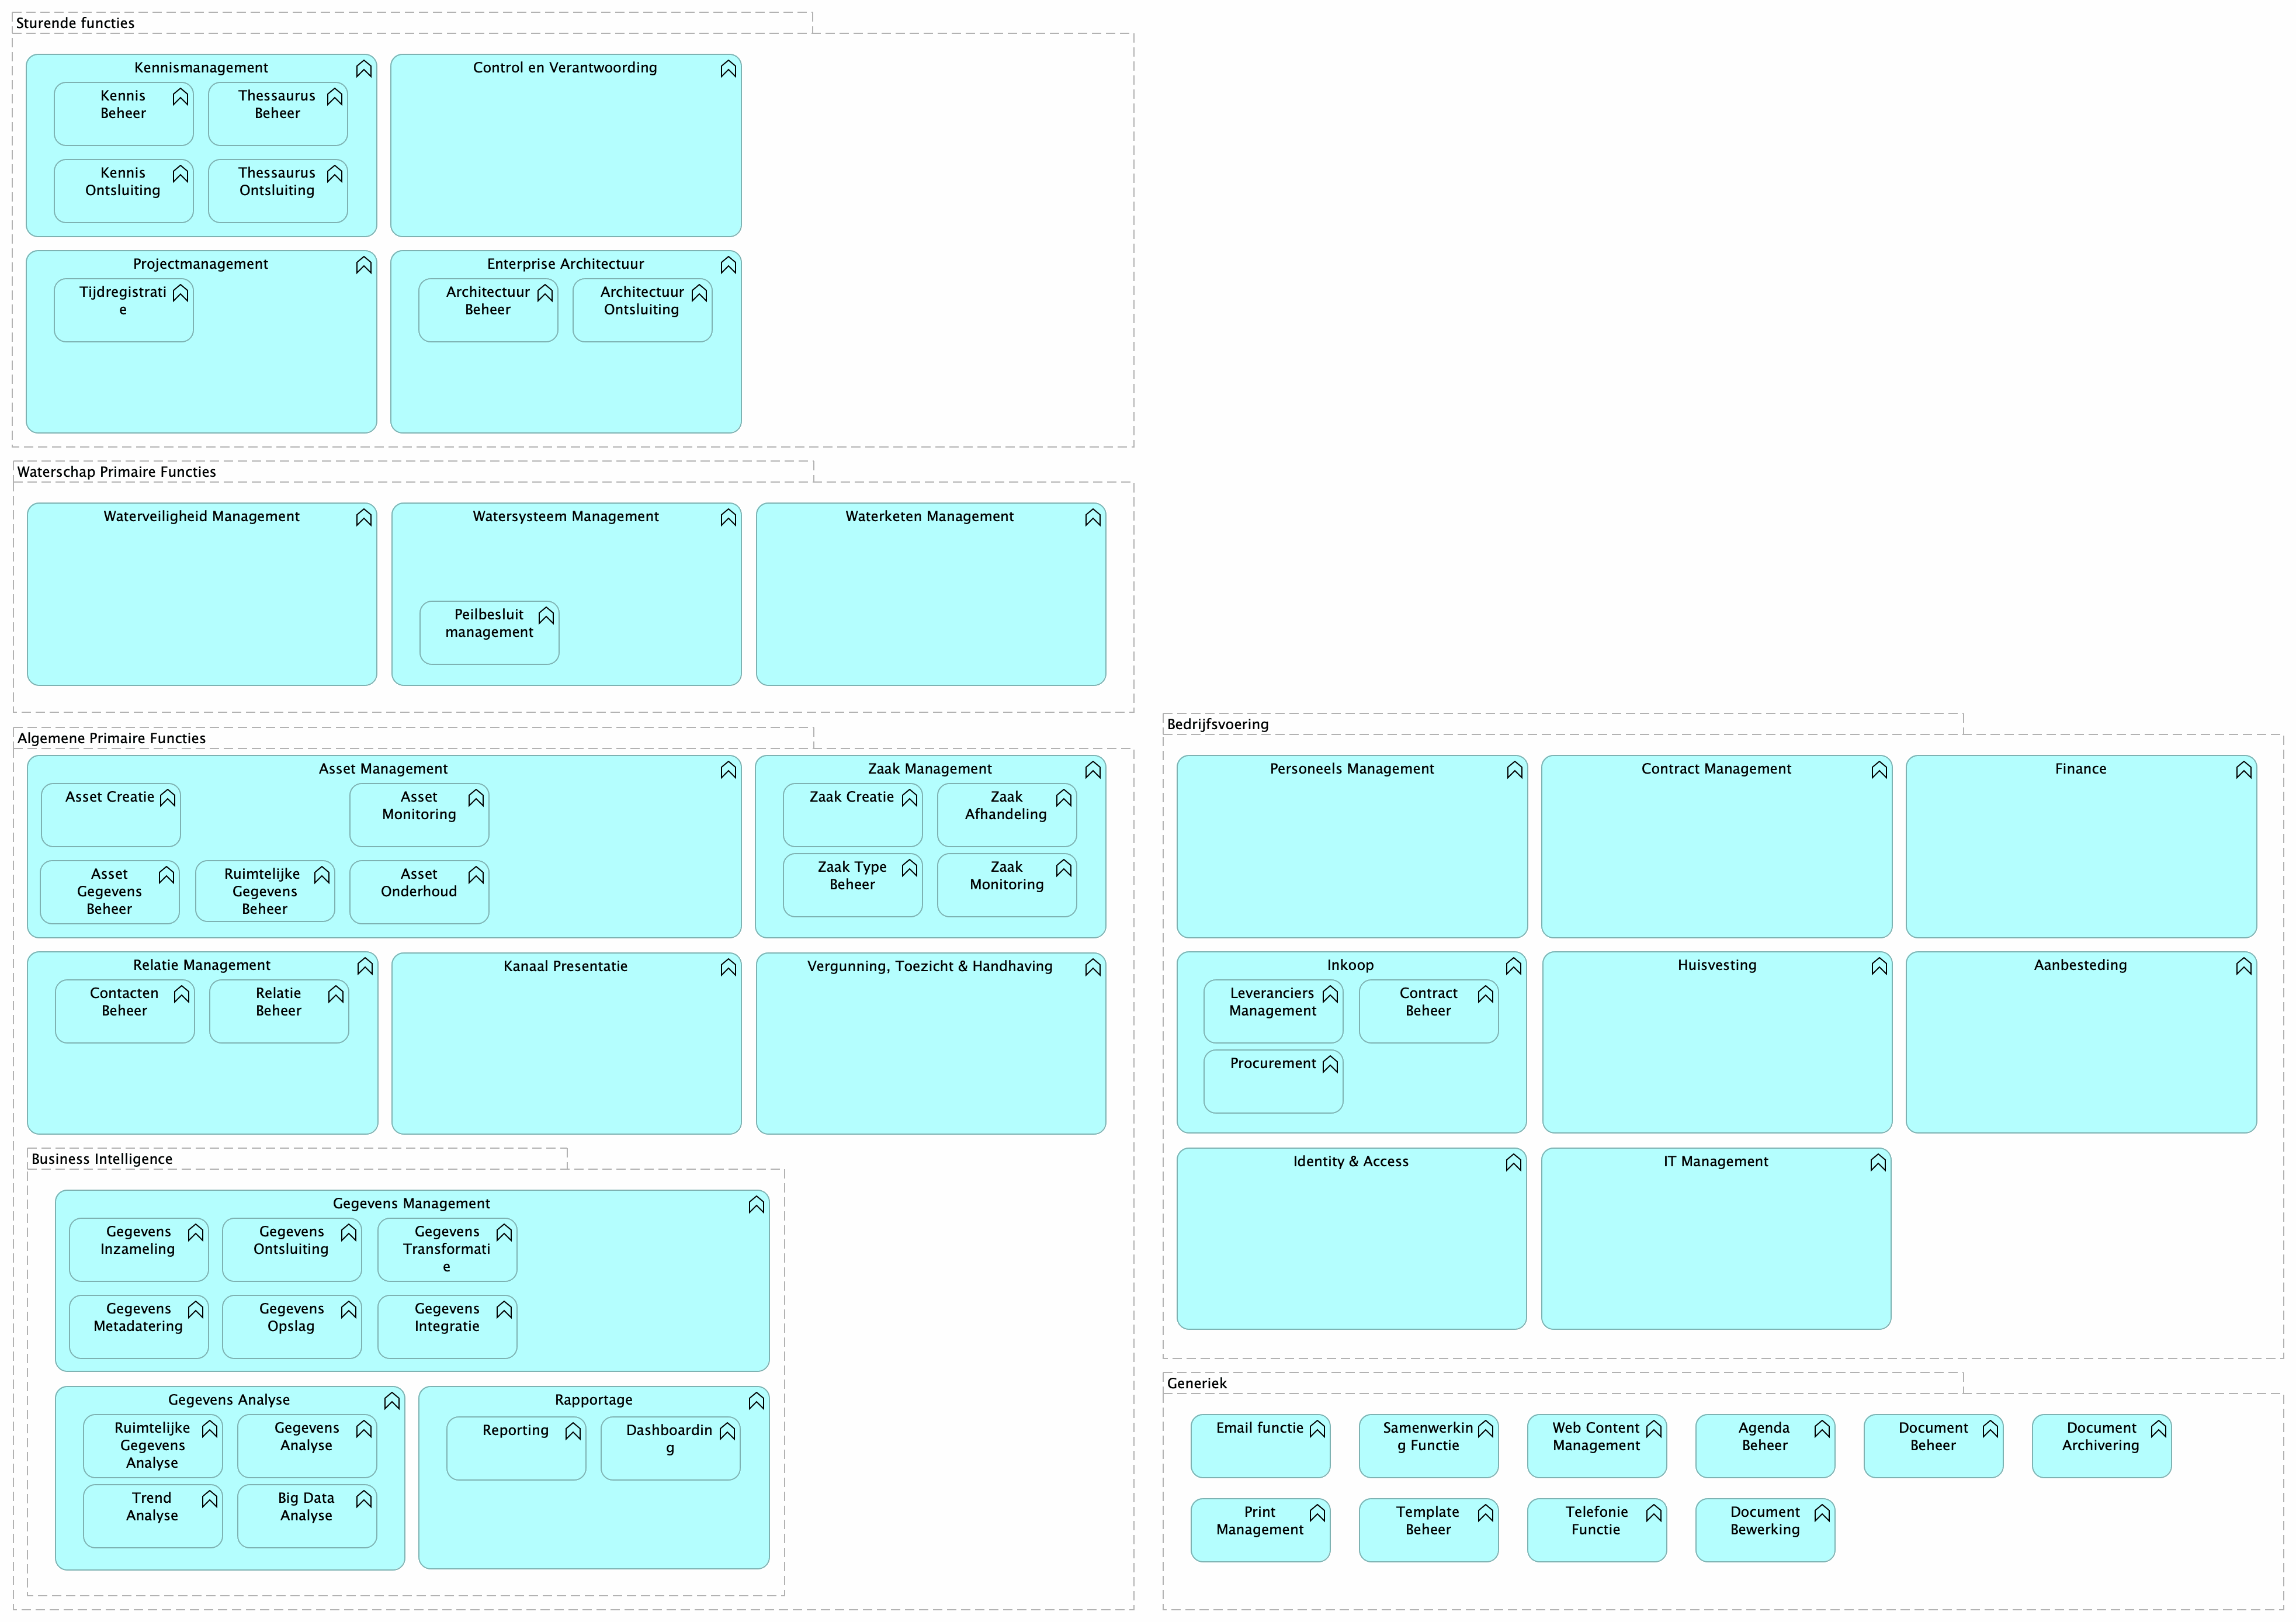 Sturende functies
Kennismanagement
Kennis
Beheer
Thessaurus
Beheer
Kennis
Ontsluiting
Thessaurus
Ontsluiting
Control en Verantwoording
Projectmanagement
Tijdregistrati
e
Enterprise Architectuur
Architectuur
Beheer
Architectuur
Ontsluiting
Waterschap Primaire Functies
Waterveiligheid Management
Watersysteem Management
Peilbesluit
management
Waterketen Management
Algemene Primaire Functies
Asset Management
Asset Creatie
Asset
Monitoring
Asset
Gegevens
Beheer
Ruimtelijke
Gegevens
Beheer
Asset
Onderhoud
Zaak Management
Zaak Creatie
Zaak
Afhandeling
Zaak Type
Beheer
Zaak
Monitoring
Relatie Management
Contacten
Beheer
Relatie
Beheer
Kanaal Presentatie
Vergunning, Toezicht & Handhaving
Business Intelligence
Gegevens Management
Gegevens
Inzameling
Gegevens
Ontsluiting
Gegevens
Transformati
e
Gegevens
Metadatering
Gegevens
Opslag
Gegevens
Integratie
Gegevens Analyse
Ruimtelijke
Gegevens
Analyse
Gegevens
Analyse
Trend
Analyse
Big Data
Analyse
Rapportage
Reporting
Dashboardin
g
Bedrijfsvoering
Personeels Management
Contract Management
Finance
Inkoop
Leveranciers
Management
Contract
Beheer
Procurement
Huisvesting
Aanbesteding
Identity & Access
IT Management
Generiek
Email functie
Samenwerkin
g Functie
Web Content
Management
Agenda
Beheer
Document
Beheer
Document
Archivering
Print
Management
Template
Beheer
Telefonie
Functie
Document
Bewerking